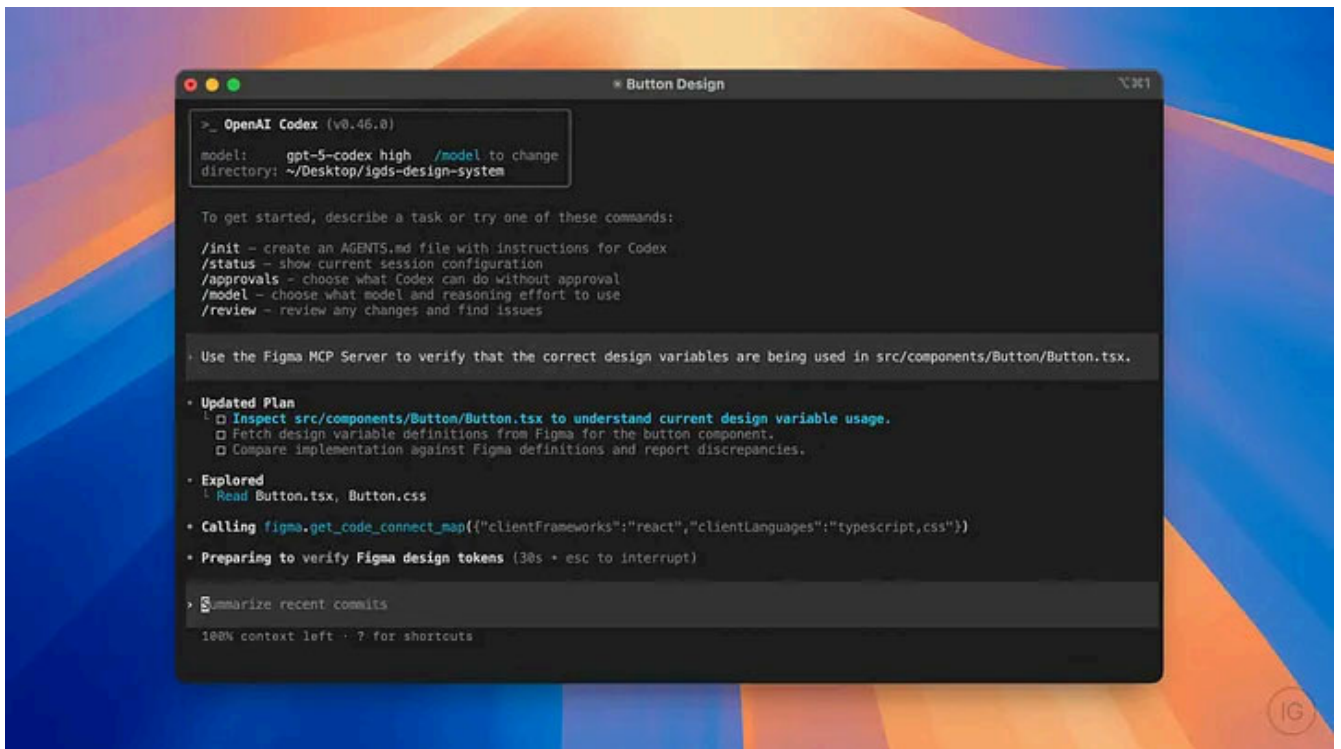 ✳ Button Design
⌥⌘1
>_ OpenAI Codex (v0.46.0)
model: gpt-5-codex high /model to change
directory: ~/Desktop/igds-design-system
To get started, describe a task or try one of these commands:
/init – create an AGENTS.md file with instructions for Codex
/status – show current session configuration
/approvals – choose what Codex can do without approval
/model – choose what model and reasoning effort to use
/review – review any changes and find issues
› Use the Figma MCP Server to verify that the correct design variables are being used in src/components/Button/Button.tsx.
• Updated Plan
└ □ Inspect src/components/Button/Button.tsx to understand current design variable usage.
□ Fetch design variable definitions from Figma for the button component.
□ Compare implementation against Figma definitions and report discrepancies.
• Explored
└ Read Button.tsx, Button.css
• Calling figma.get_code_connect_map({"clientFrameworks":"react","clientLanguages":"typescript,css"})
• Preparing to verify Figma design tokens (30s • esc to interrupt)
› Summarize recent commits
100% context left · ? for shortcuts
IG